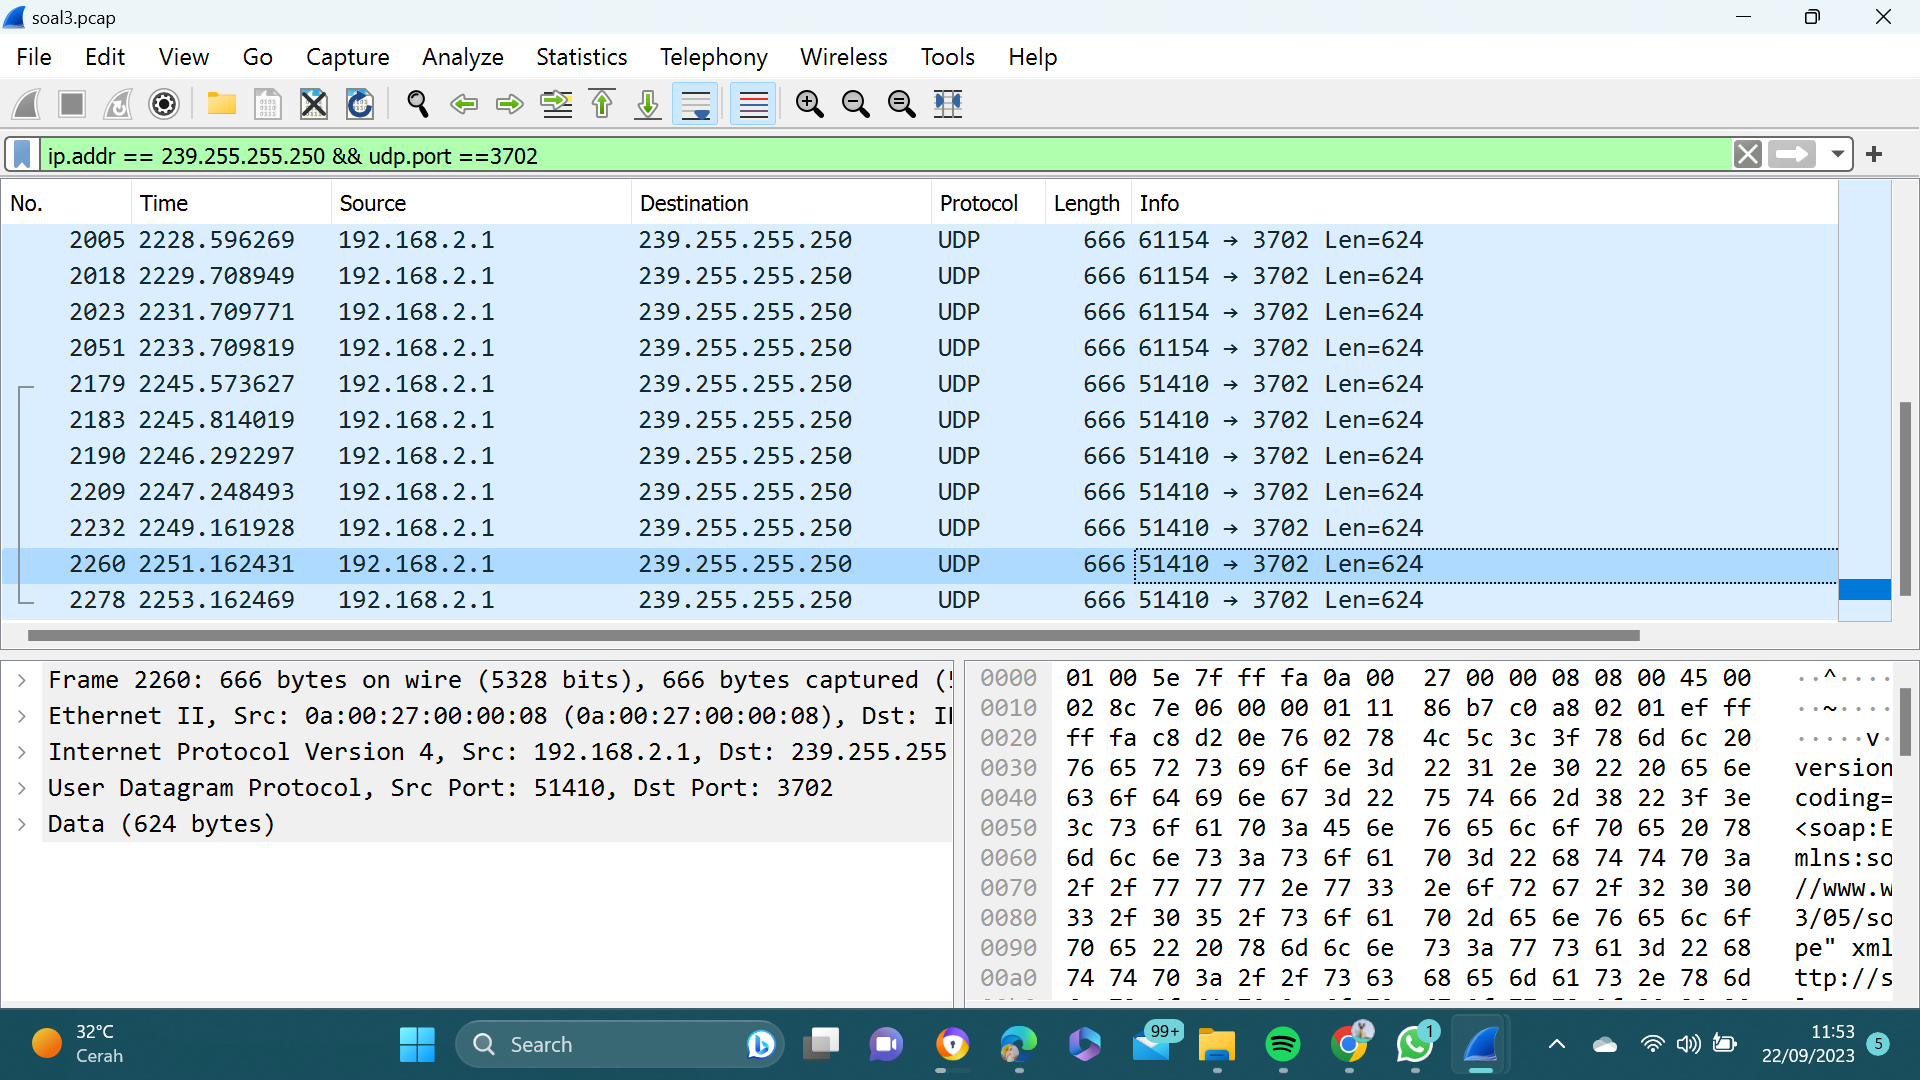 soal3.pcap
File Edit View Go Capture Analyze Statistics Telephony Wireless Tools Help
ip.addr == 239.255.255.250 && udp.port ==3702
No. Time Source Destination Protocol Length Info
2005 2228.596269 192.168.2.1 239.255.255.250 UDP 666 61154 → 3702 Len=624
2018 2229.708949 192.168.2.1 239.255.255.250 UDP 666 61154 → 3702 Len=624
2023 2231.709771 192.168.2.1 239.255.255.250 UDP 666 61154 → 3702 Len=624
2051 2233.709819 192.168.2.1 239.255.255.250 UDP 666 61154 → 3702 Len=624
2179 2245.573627 192.168.2.1 239.255.255.250 UDP 666 51410 → 3702 Len=624
2183 2245.814019 192.168.2.1 239.255.255.250 UDP 666 51410 → 3702 Len=624
2190 2246.292297 192.168.2.1 239.255.255.250 UDP 666 51410 → 3702 Len=624
2209 2247.248493 192.168.2.1 239.255.255.250 UDP 666 51410 → 3702 Len=624
2232 2249.161928 192.168.2.1 239.255.255.250 UDP 666 51410 → 3702 Len=624
2260 2251.162431 192.168.2.1 239.255.255.250 UDP 666 51410 → 3702 Len=624
2278 2253.162469 192.168.2.1 239.255.255.250 UDP 666 51410 → 3702 Len=624
Frame 2260: 666 bytes on wire (5328 bits), 666 bytes captured (
Ethernet II, Src: 0a:00:27:00:00:08 (0a:00:27:00:00:08), Dst: I
Internet Protocol Version 4, Src: 192.168.2.1, Dst: 239.255.255
User Datagram Protocol, Src Port: 51410, Dst Port: 3702
Data (624 bytes)
0000 01 00 5e 7f ff fa 0a 00 27 00 00 08 08 00 45 00 ··^····
0010 02 8c 7e 06 00 00 01 11 86 b7 c0 a8 02 01 ef ff ··~····
0020 ff fa c8 d2 0e 76 02 78 4c 5c 3c 3f 78 6d 6c 20 ·····v·
0030 76 65 72 73 69 6f 6e 3d 22 31 2e 30 22 20 65 6e version
0040 63 6f 64 69 6e 67 3d 22 75 74 66 2d 38 22 3f 3e coding=
0050 3c 73 6f 61 70 3a 45 6e 76 65 6c 6f 70 65 20 78 <soap:E
0060 6d 6c 6e 73 3a 73 6f 61 70 3d 22 68 74 74 70 3a mlns:so
0070 2f 2f 77 77 77 2e 77 33 2e 6f 72 67 2f 32 30 30 //www.w
0080 33 2f 30 35 2f 73 6f 61 70 2d 65 6e 76 65 6c 6f 3/05/so
0090 70 65 22 20 78 6d 6c 6e 73 3a 77 73 61 3d 22 68 pe" xml
00a0 74 74 70 3a 2f 2f 73 63 68 65 6d 61 73 2e 78 6d ttp://s
32°C
Cerah
Search
99+
1
11:53
22/09/2023
5